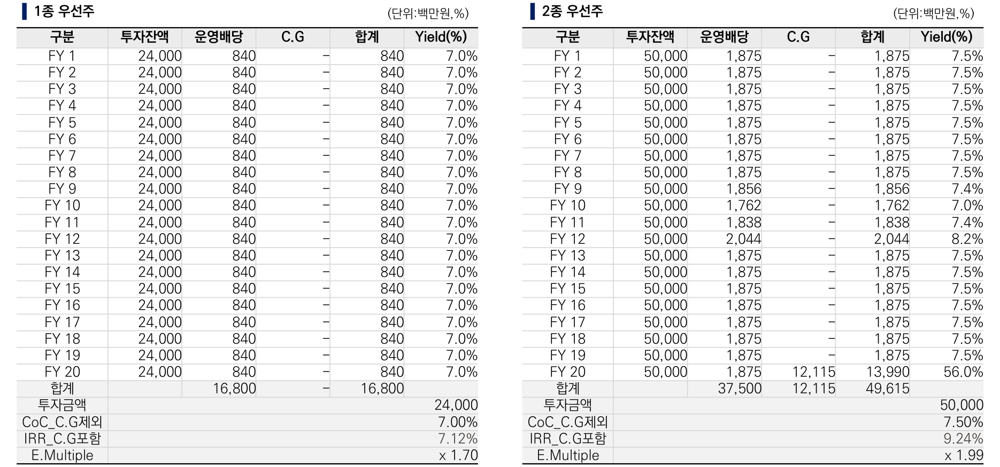 1종 우선주 (단위:백만원,%)
구분 투자잔액 운영배당 C.G 합계 Yield(%)
FY 1 24,000 840 – 840 7.0%
FY 2 24,000 840 – 840 7.0%
FY 3 24,000 840 – 840 7.0%
FY 4 24,000 840 – 840 7.0%
FY 5 24,000 840 – 840 7.0%
FY 6 24,000 840 – 840 7.0%
FY 7 24,000 840 – 840 7.0%
FY 8 24,000 840 – 840 7.0%
FY 9 24,000 840 – 840 7.0%
FY 10 24,000 840 – 840 7.0%
FY 11 24,000 840 – 840 7.0%
FY 12 24,000 840 – 840 7.0%
FY 13 24,000 840 – 840 7.0%
FY 14 24,000 840 – 840 7.0%
FY 15 24,000 840 – 840 7.0%
FY 16 24,000 840 – 840 7.0%
FY 17 24,000 840 – 840 7.0%
FY 18 24,000 840 – 840 7.0%
FY 19 24,000 840 – 840 7.0%
FY 20 24,000 840 – 840 7.0%
합계 16,800 – 16,800
투자금액 24,000
CoC_C.G제외 7.00%
IRR_C.G포함 7.12%
E.Multiple x 1.70
2종 우선주 (단위:백만원,%)
구분 투자잔액 운영배당 C.G 합계 Yield(%)
FY 1 50,000 1,875 – 1,875 7.5%
FY 2 50,000 1,875 – 1,875 7.5%
FY 3 50,000 1,875 – 1,875 7.5%
FY 4 50,000 1,875 – 1,875 7.5%
FY 5 50,000 1,875 – 1,875 7.5%
FY 6 50,000 1,875 – 1,875 7.5%
FY 7 50,000 1,875 – 1,875 7.5%
FY 8 50,000 1,875 – 1,875 7.5%
FY 9 50,000 1,856 – 1,856 7.4%
FY 10 50,000 1,762 – 1,762 7.0%
FY 11 50,000 1,838 – 1,838 7.4%
FY 12 50,000 2,044 – 2,044 8.2%
FY 13 50,000 1,875 – 1,875 7.5%
FY 14 50,000 1,875 – 1,875 7.5%
FY 15 50,000 1,875 – 1,875 7.5%
FY 16 50,000 1,875 – 1,875 7.5%
FY 17 50,000 1,875 – 1,875 7.5%
FY 18 50,000 1,875 – 1,875 7.5%
FY 19 50,000 1,875 – 1,875 7.5%
FY 20 50,000 1,875 12,115 13,990 56.0%
합계 37,500 12,115 49,615
투자금액 50,000
CoC_C.G제외 7.50%
IRR_C.G포함 9.24%
E.Multiple x 1.99